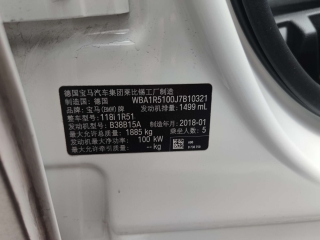 德国宝马汽车集团莱比锡工厂制造
制造国：德国 WBA1R5100J7B10321
品牌：宝马(BMW)牌 发动机排量：1499 mL
整车型号：118i 1R51
发动机型号：B38B15A 制造年月：2018-01
最大允许总质量：1885 kg 乘坐人数：5
发动机最大净功率：100 kW
最大允许牵引质量：- kg